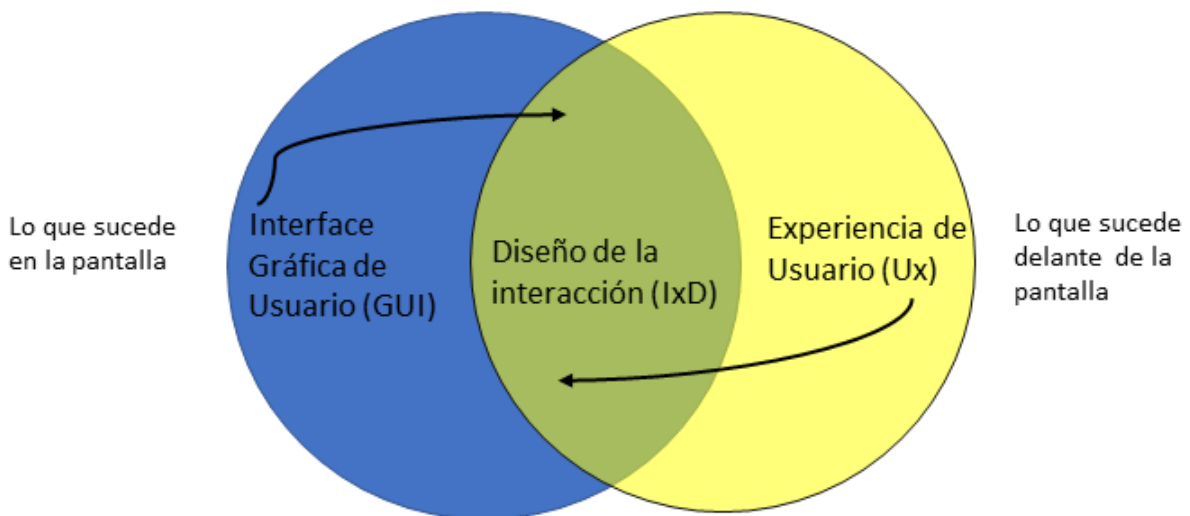 Lo que sucede
en la pantalla
Interface
Gráfica de
Usuario (GUI)
Diseño de la
interacción (IxD)
Experiencia de
Usuario (Ux)
Lo que sucede
delante de la
pantalla